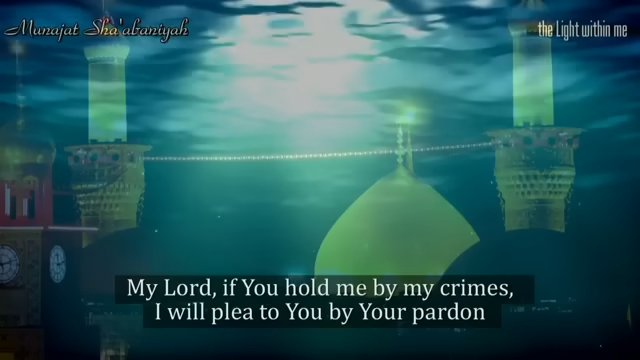 Munajat Sha'abaniyah
the Light within me
My Lord, if You hold me by my crimes,
I will plea to You by Your pardon